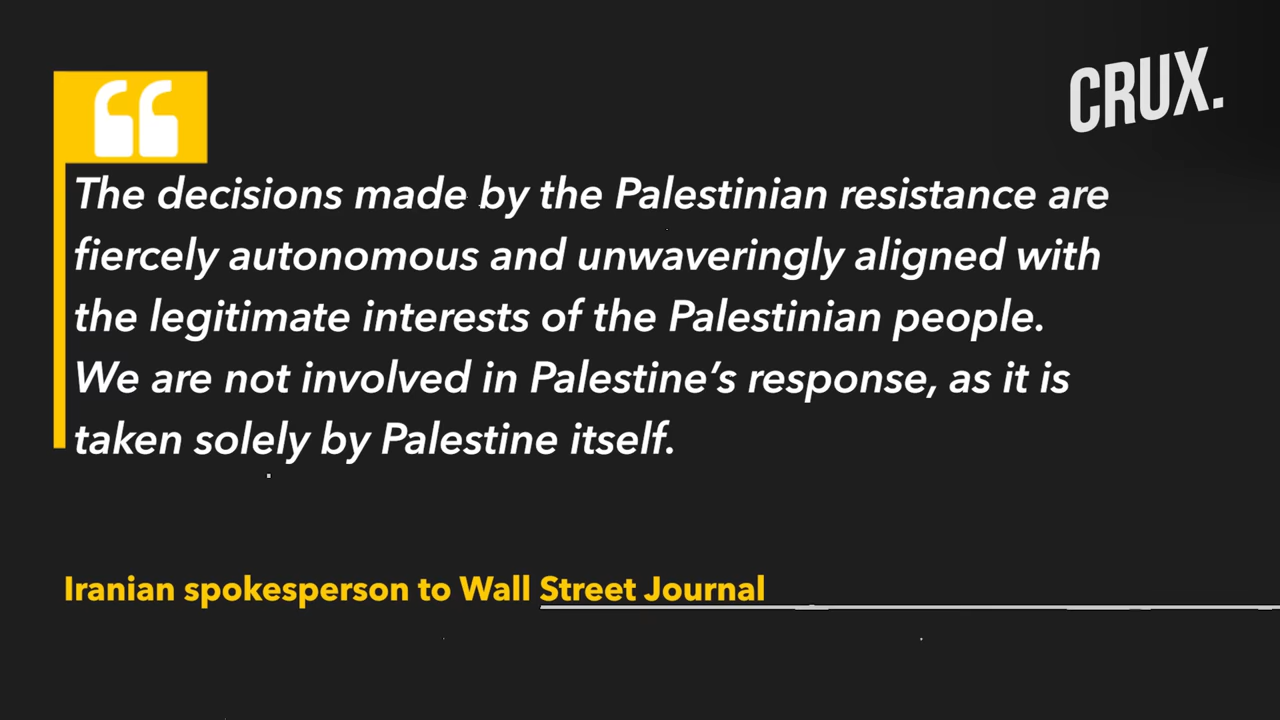 CRUX.
“
The decisions made by the Palestinian resistance are
fiercely autonomous and unwaveringly aligned with
the legitimate interests of the Palestinian people.
We are not involved in Palestine’s response, as it is
taken solely by Palestine itself.
Iranian spokesperson to Wall Street Journal